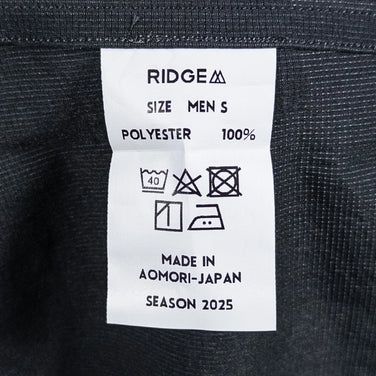 RIDGE
SIZE MEN S
POLYESTER 100%
40
MADE IN
AOMORI-JAPAN
SEASON 2025